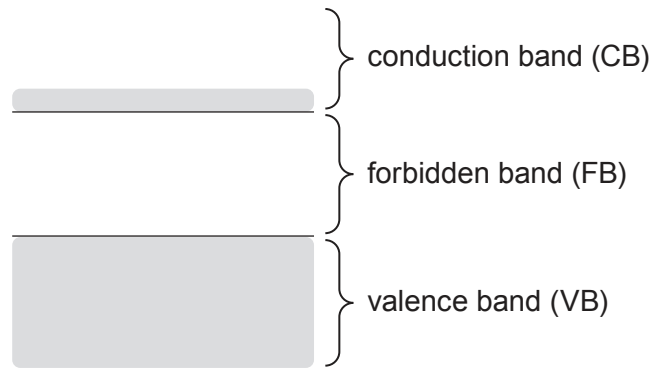 conduction band (CB)
forbidden band (FB)
valence band (VB)